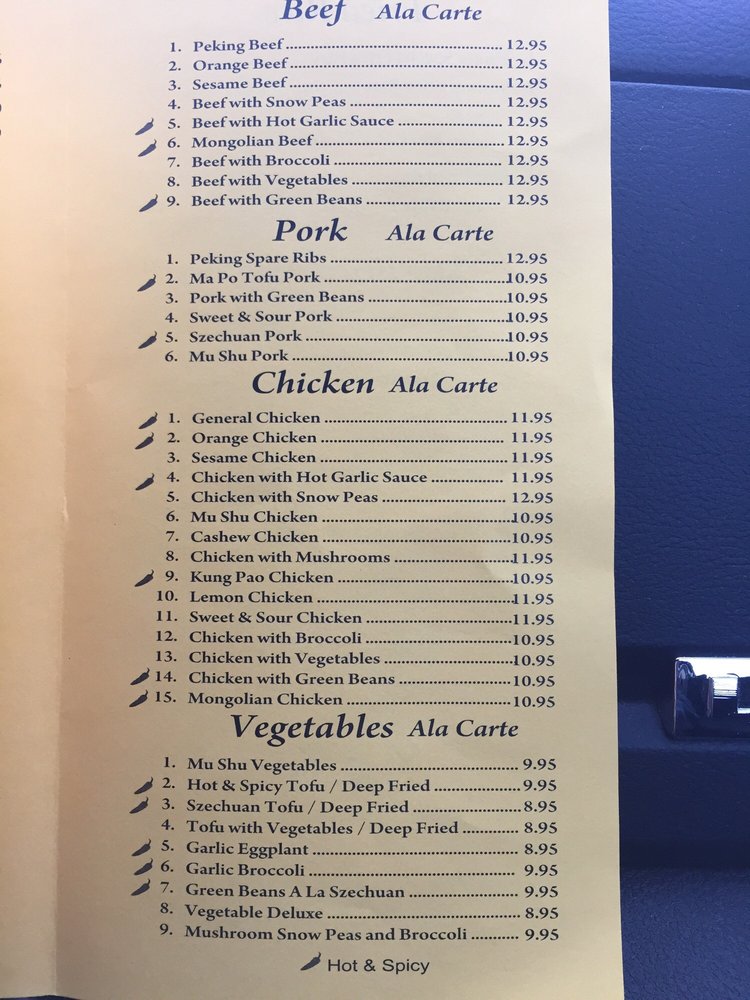 Beef Ala Carte
1. Peking Beef 12.95
2. Orange Beef 12.95
3. Sesame Beef 12.95
4. Beef with Snow Peas 12.95
5. Beef with Hot Garlic Sauce 12.95
6. Mongolian Beef 12.95
7. Beef with Broccoli 12.95
8. Beef with Vegetables 12.95
9. Beef with Green Beans 12.95
Pork Ala Carte
1. Peking Spare Ribs 12.95
2. Ma Po Tofu Pork 10.95
3. Pork with Green Beans 10.95
4. Sweet & Sour Pork 10.95
5. Szechuan Pork 10.95
6. Mu Shu Pork 10.95
Chicken Ala Carte
1. General Chicken 11.95
2. Orange Chicken 11.95
3. Sesame Chicken 11.95
4. Chicken with Hot Garlic Sauce 11.95
5. Chicken with Snow Peas 12.95
6. Mu Shu Chicken 10.95
7. Cashew Chicken 10.95
8. Chicken with Mushrooms 11.95
9. Kung Pao Chicken 10.95
10. Lemon Chicken 11.95
11. Sweet & Sour Chicken 11.95
12. Chicken with Broccoli 10.95
13. Chicken with Vegetables 10.95
14. Chicken with Green Beans 10.95
15. Mongolian Chicken 10.95
Vegetables Ala Carte
1. Mu Shu Vegetables 9.95
2. Hot & Spicy Tofu / Deep Fried 9.95
3. Szechuan Tofu / Deep Fried 8.95
4. Tofu with Vegetables / Deep Fried 8.95
5. Garlic Eggplant 8.95
6. Garlic Broccoli 9.95
7. Green Beans A La Szechuan 9.95
8. Vegetable Deluxe 8.95
9. Mushroom Snow Peas and Broccoli 9.95
Hot & Spicy